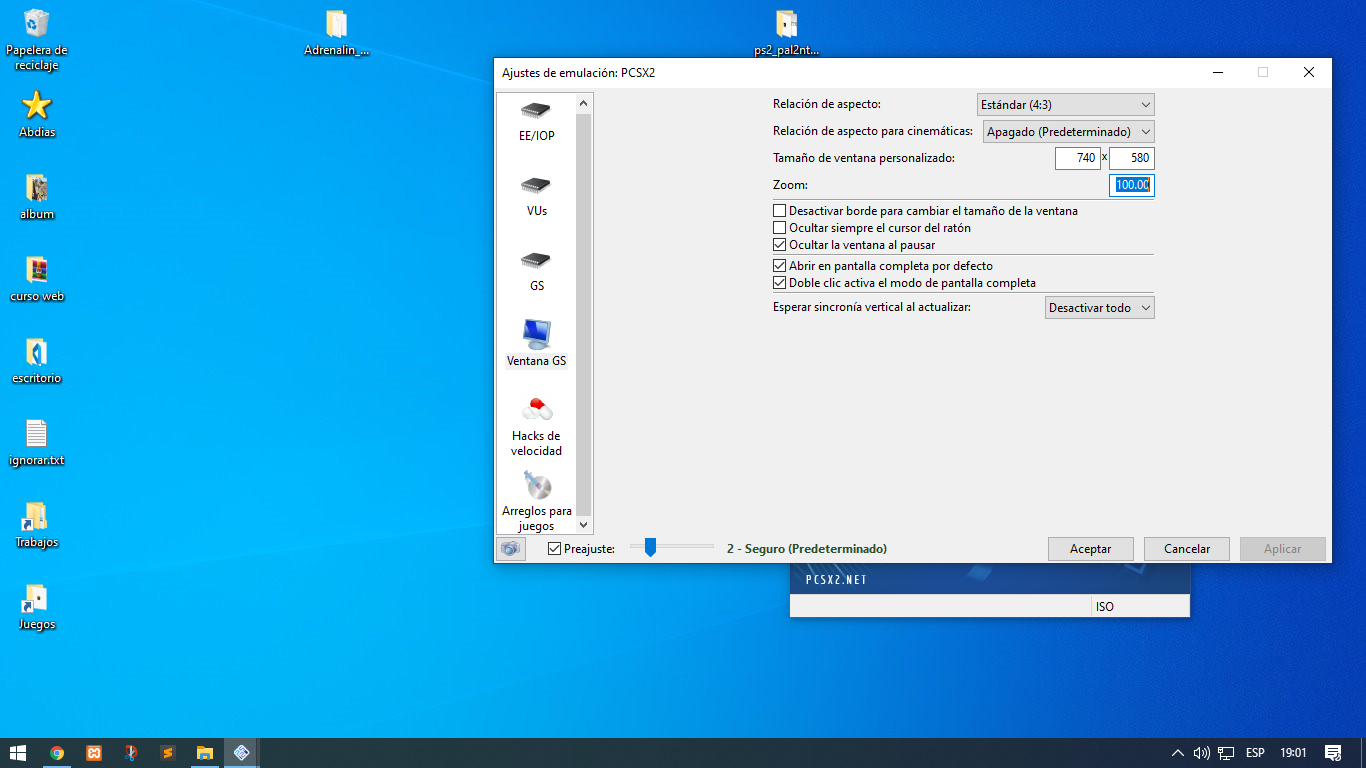 Papelera de
reciclaje
Adrenalin_...
ps2_pal2nt...
Abdias
album
curso web
escritorio
ignorar.txt
Trabajos
Juegos
Ajustes de emulación: PCSX2
EE/IOP
VUs
GS
Ventana GS
Hacks de
velocidad
Arreglos para
juegos
Relación de aspecto: Estándar (4:3)
Relación de aspecto para cinemáticas: Apagado (Predeterminado)
Tamaño de ventana personalizado: 740 x 580
Zoom: 100.00
Desactivar borde para cambiar el tamaño de la ventana
Ocultar siempre el cursor del ratón
Ocultar la ventana al pausar
Abrir en pantalla completa por defecto
Doble clic activa el modo de pantalla completa
Esperar sincronía vertical al actualizar: Desactivar todo
Preajuste: 2 - Seguro (Predeterminado) Aceptar Cancelar Aplicar
PCSX2.NET
ISO
ESP 19:01